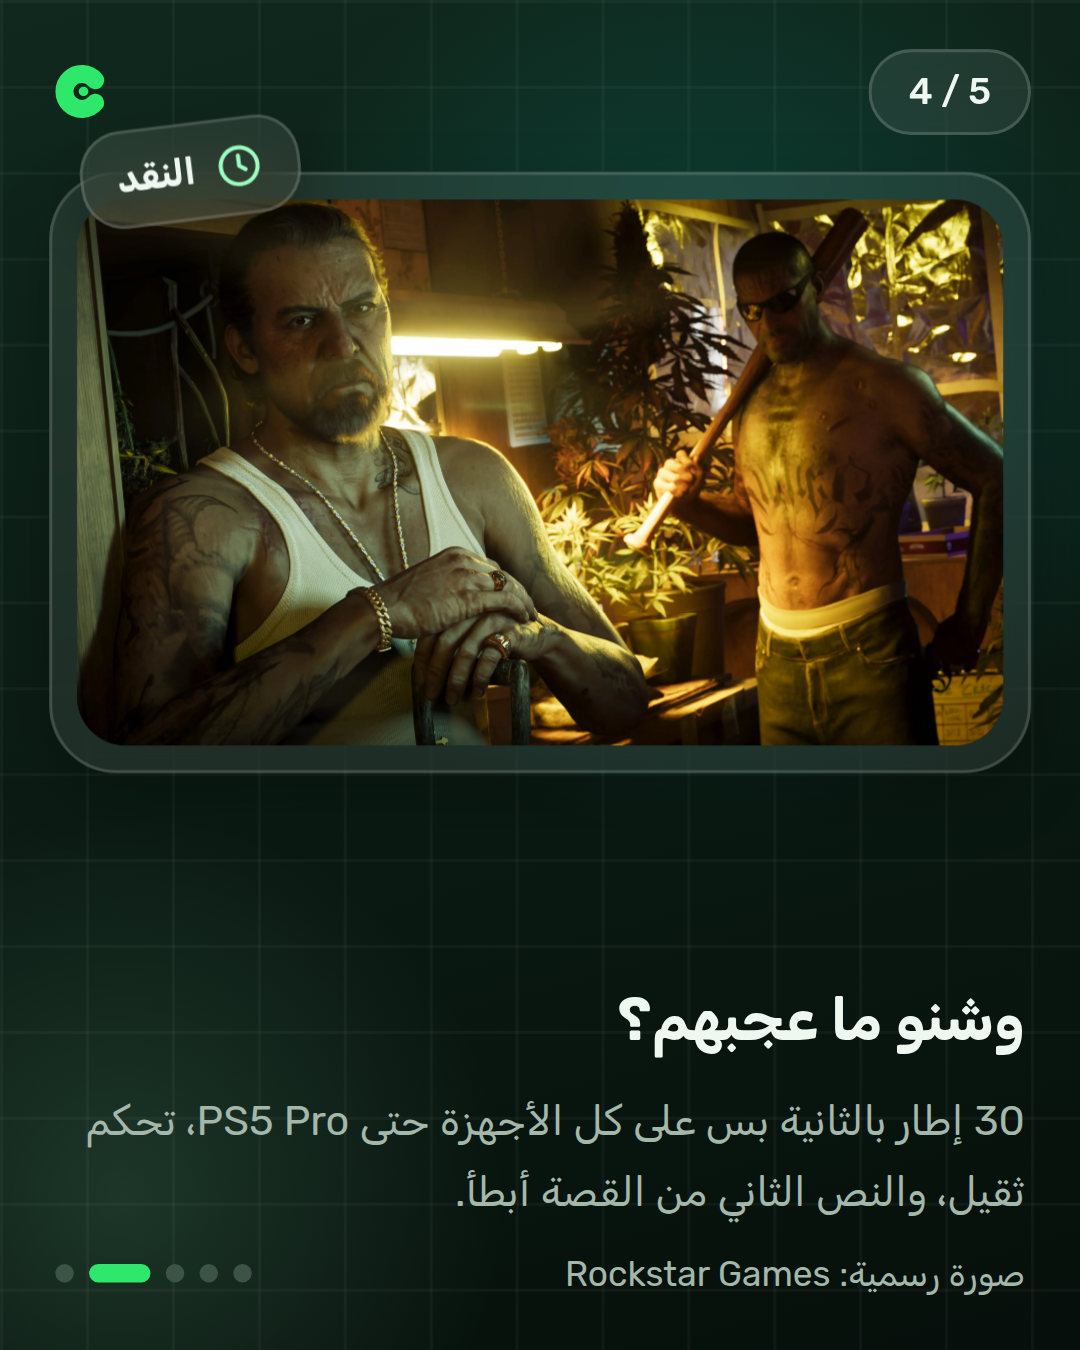 4 / 5
النقد
وشنو ما عجبهم؟
30 إطار بالثانية بس على كل الأجهزة حتى PS5 Pro، تحكم
ثقيل، والنص الثاني من القصة أبطأ.
صورة رسمية: Rockstar Games